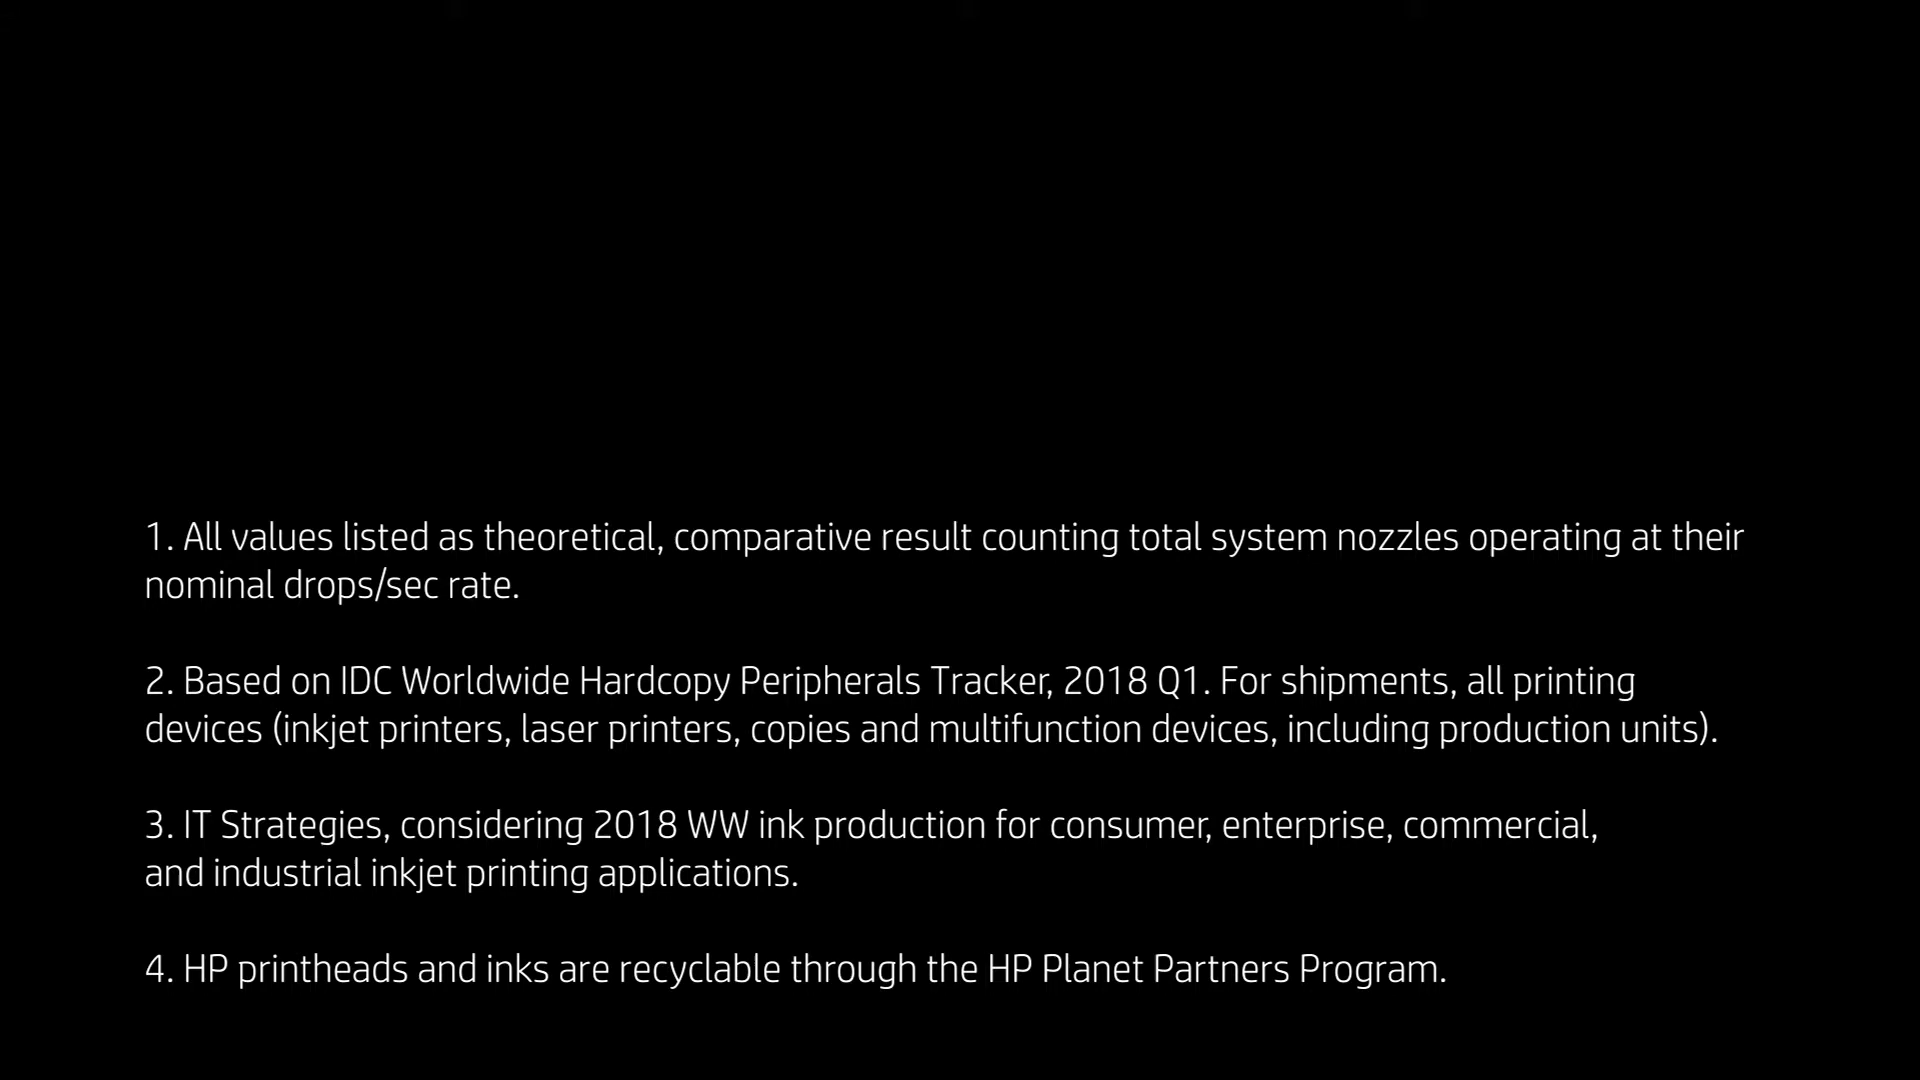 1. All values listed as theoretical, comparative result counting total system nozzles operating at their
nominal drops/sec rate.
2. Based on IDC Worldwide Hardcopy Peripherals Tracker, 2018 Q1. For shipments, all printing
devices (inkjet printers, laser printers, copies and multifunction devices, including production units).
3. IT Strategies, considering 2018 WW ink production for consumer, enterprise, commercial,
and industrial inkjet printing applications.
4. HP printheads and inks are recyclable through the HP Planet Partners Program.